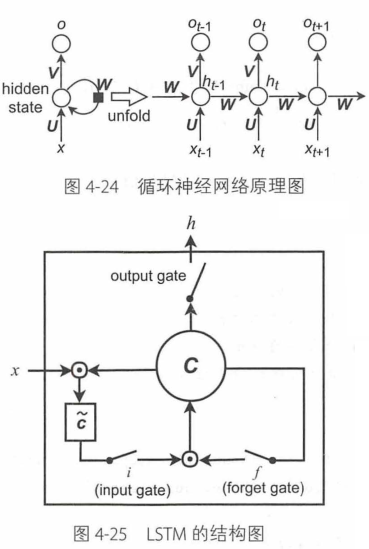 o o_{t-1} o_t o_{t+1}
V W V V
hidden state
h_{t-1} h_t
W W W W
U unfold U U U
x x_{t-1} x_t x_{t+1}
图 4-24 循环神经网络原理图
h
output gate
C
x
c̃
i f
(input gate) (forget gate)
图 4-25 LSTM 的结构图